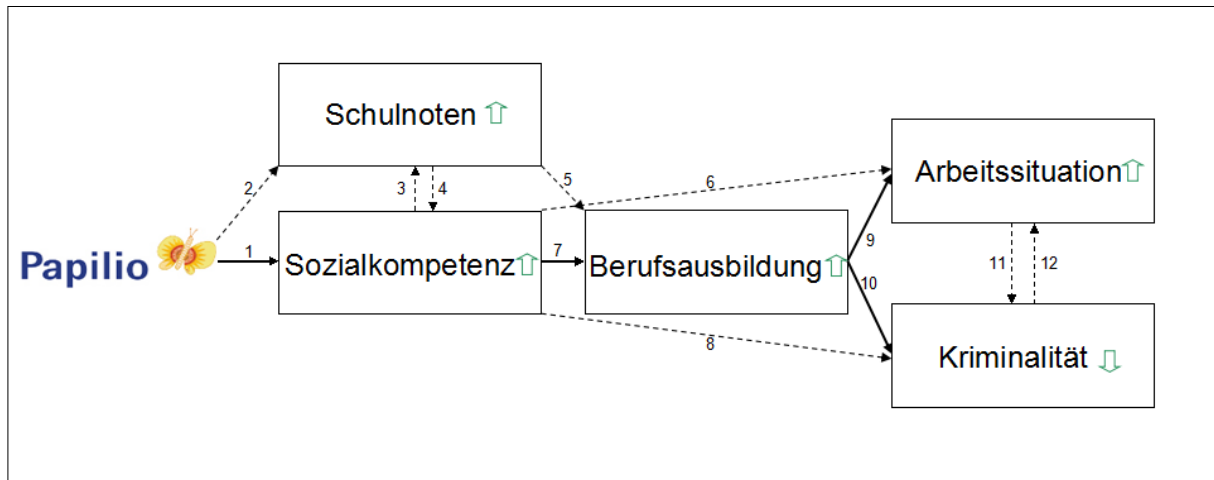 Schulnoten
Arbeitssituation
2
3
4
5
6
Papilio
1
Sozialkompetenz
7
Berufsausbildung
9
10
11
12
8
Kriminalität